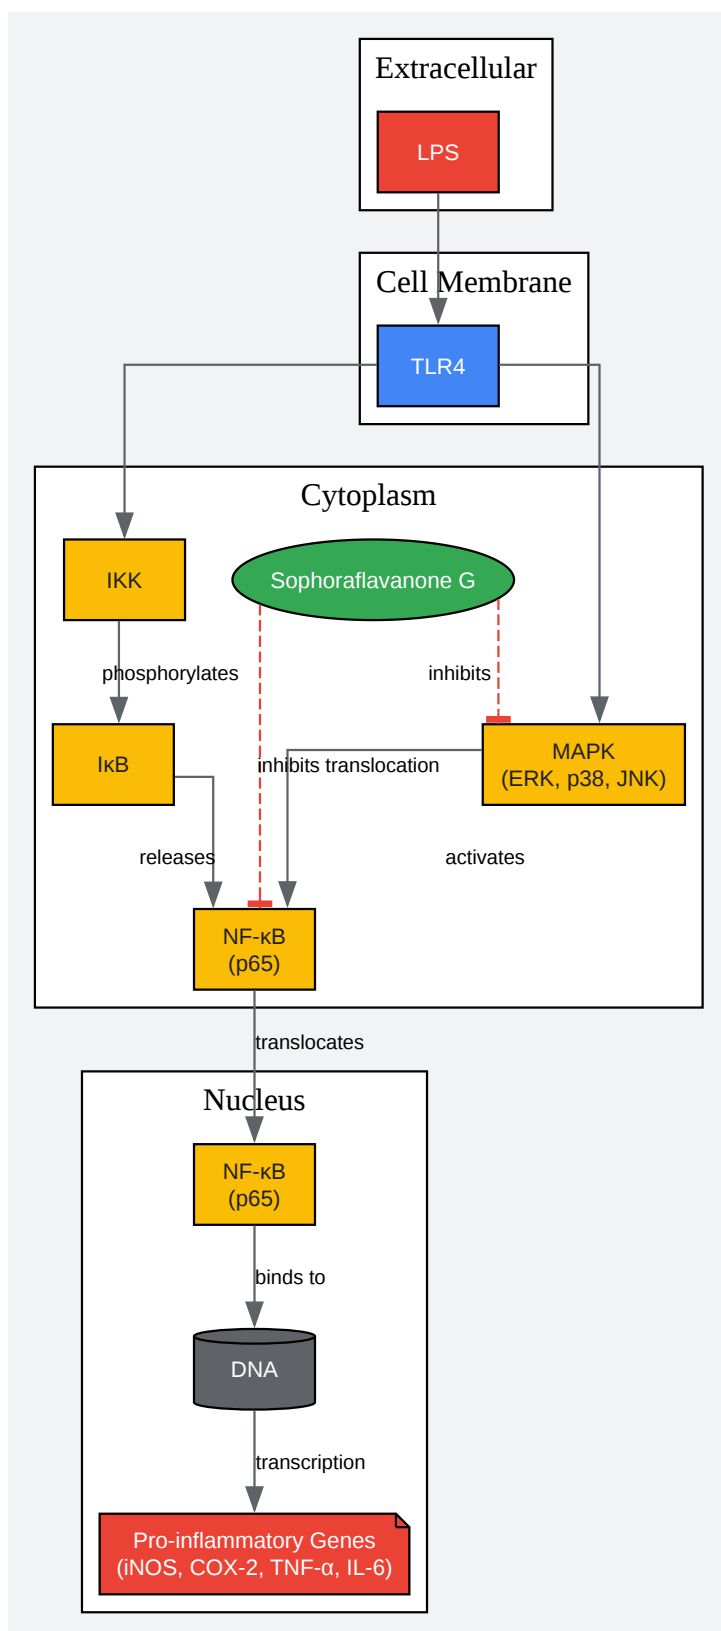 Extracellular
LPS
Cell Membrane
TLR4
Cytoplasm
IKK
Sophoraflavanone G
phosphorylates
inhibits
IκB
MAPK
(ERK, p38, JNK)
inhibits translocation
releases
activates
NF-κB
(p65)
translocates
Nucleus
NF-κB
(p65)
binds to
DNA
transcription
Pro-inflammatory Genes
(iNOS, COX-2, TNF-α, IL-6)